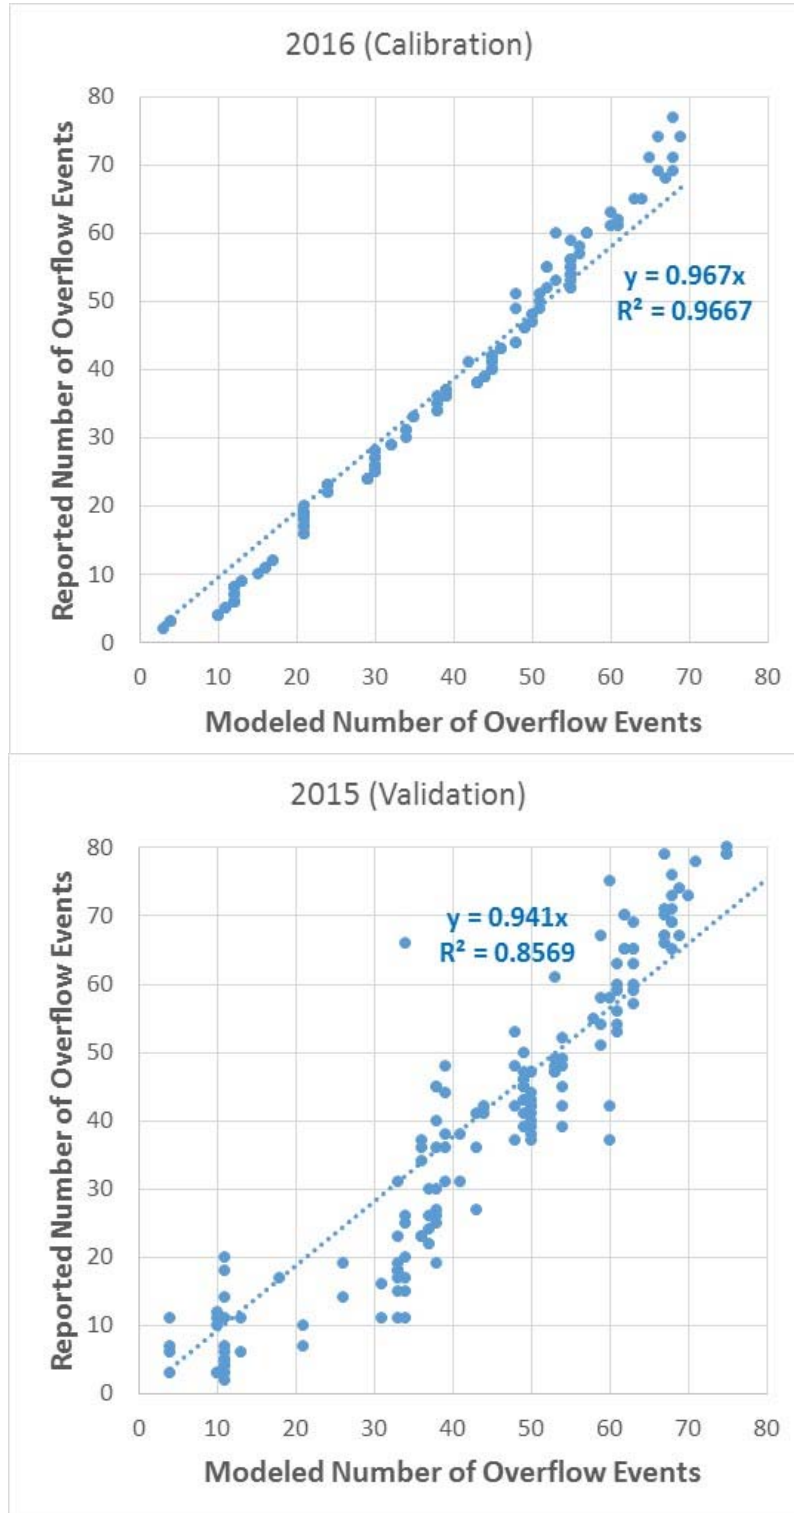 2016 (Calibration)
Reported Number of Overflow Events
80
70
60
50
40
30
20
10
0
y = 0.967x
R² = 0.9667
0 10 20 30 40 50 60 70 80
Modeled Number of Overflow Events
2015 (Validation)
Reported Number of Overflow Events
80
70
60
50
40
30
20
10
0
y = 0.941x
R² = 0.8569
0 10 20 30 40 50 60 70 80
Modeled Number of Overflow Events